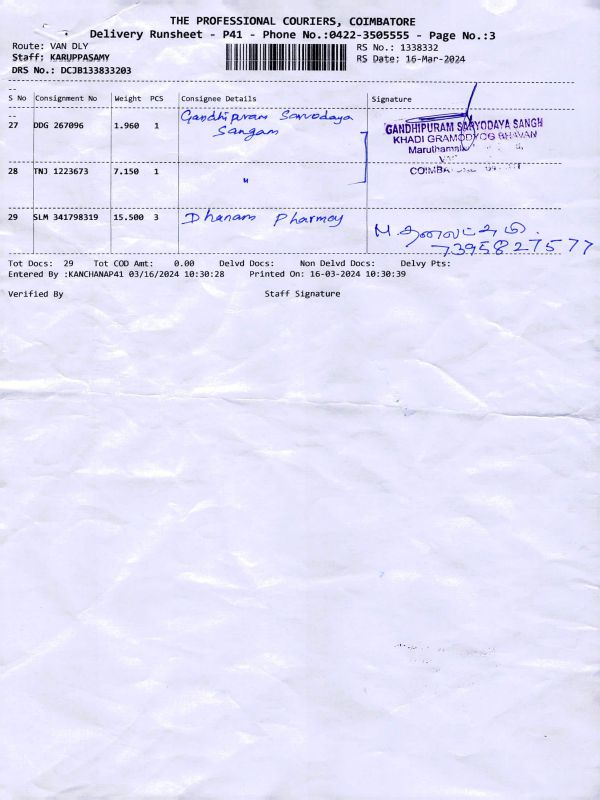 THE PROFESSIONAL COURIERS, COIMBATORE
Delivery Runsheet - P41 - Phone No.:0422-3505555 - Page No.:3
Route: VAN DLY
Staff: KARUPPASAMY
DRS No.: DCJB133833203
RS No.: 1338332
RS Date: 16-Mar-2024
S No Consignment No Weight PCS Consignee Details Signature
27 DDG 267096 1.960 1 Gandhipuram Sarvodaya
Sangam
GANDHIPURAM SARVODAYA SANGH
KHADI GRAMODYOG BHAVAN
28 TNJ 1223673 7.150 1 "
29 SLM 341798319 15.500 3 Dhanam Pharmcy
M.
7395827577
Tot Docs: 29 Tot COD Amt: 0.00 Delvd Docs: Non Delvd Docs: Delvy Pts:
Entered By :KANCHANAP41 03/16/2024 10:30:28 Printed On: 16-03-2024 10:30:39
Verified By Staff Signature